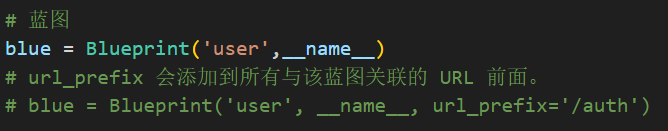 # 蓝图
blue = Blueprint('user',__name__)
# url_prefix 会添加到所有与该蓝图关联的 URL 前面。
# blue = Blueprint('user', __name__, url_prefix='/auth')